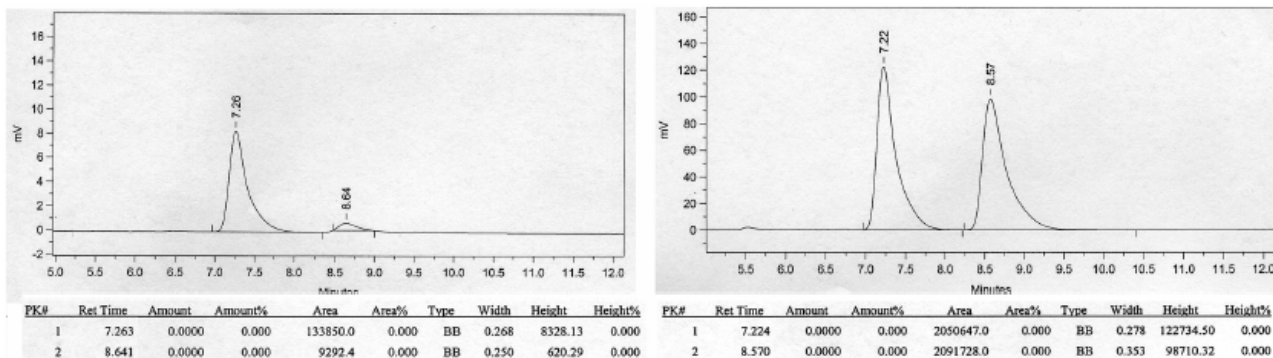 16
14
12
10
8
6
4
2
0
-2
mV
7.26
8.64
5.0 5.5 6.0 6.5 7.0 7.5 8.0 8.5 9.0 9.5 10.0 10.5 11.0 11.5 12.0
Minutes
PK# Ret Time Amount Amount% Area Area% Type Width Height Height%
1 7.263 0.0000 0.000 133850.0 0.000 BB 0.268 8328.13 0.000
2 8.641 0.0000 0.000 9292.4 0.000 BB 0.250 620.29 0.000
160
140
120
100
80
60
40
20
0
mV
7.22
8.57
5.5 6.0 6.5 7.0 7.5 8.0 8.5 9.0 9.5 10.0 10.5 11.0 11.5 12.0
Minutes
PK# Ret Time Amount Amount% Area Area% Type Width Height Height%
1 7.224 0.0000 0.000 2050647.0 0.000 BB 0.278 122734.50 0.000
2 8.570 0.0000 0.000 2091728.0 0.000 BB 0.353 98710.32 0.000